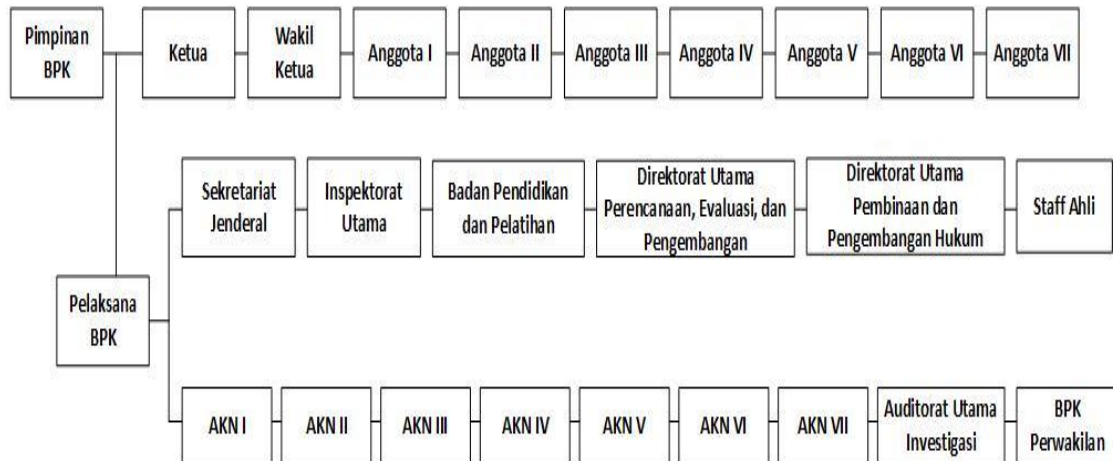 Pimpinan
BPK
Ketua
Wakil
Ketua
Anggota I
Anggota II
Anggota III
Anggota IV
Anggota V
Anggota VI
Anggota VII
Sekretariat
Jenderal
Inspektorat
Utama
Badan Pendidikan
dan Pelatihan
Direktorat Utama
Perencanaan, Evaluasi, dan
Pengembangan
Direktorat Utama
Pembinaan dan
Pengembangan Hukum
Staff Ahli
Pelaksana
BPK
AKN I
AKN II
AKN III
AKN IV
AKN V
AKN VI
AKN VII
Auditorat Utama
Investigasi
BPK
Perwakilan